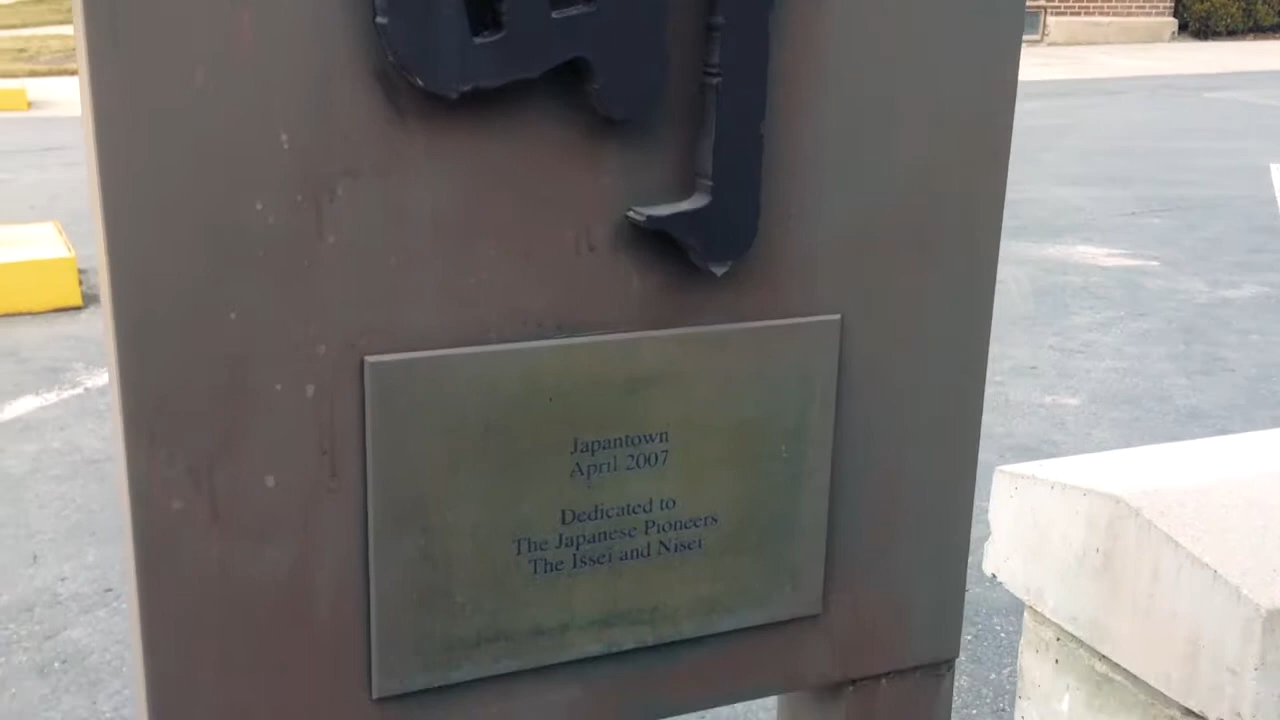 Japantown
April 2007
Dedicated to
The Japanese Pioneers
The Issei and Nisei